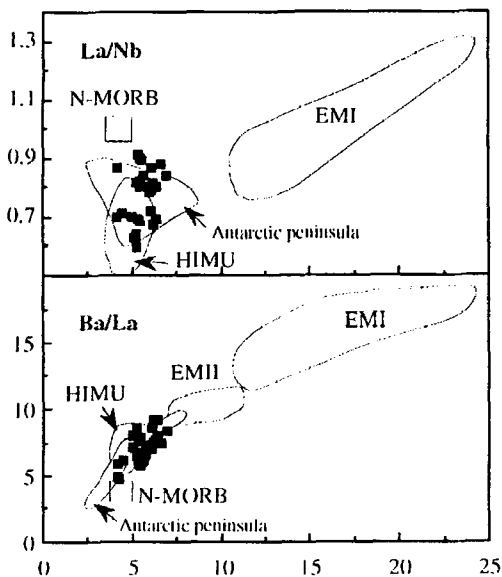 1.3
La/Nb
N-MORB
1.1
EMI
0.9
0.7
Antarctic peninsula
HIMU
Ba/La
EMI
15
EMII
HIMU
10
5
N-MORB
Antarctic peninsula
0
0 5 10 15 20 25